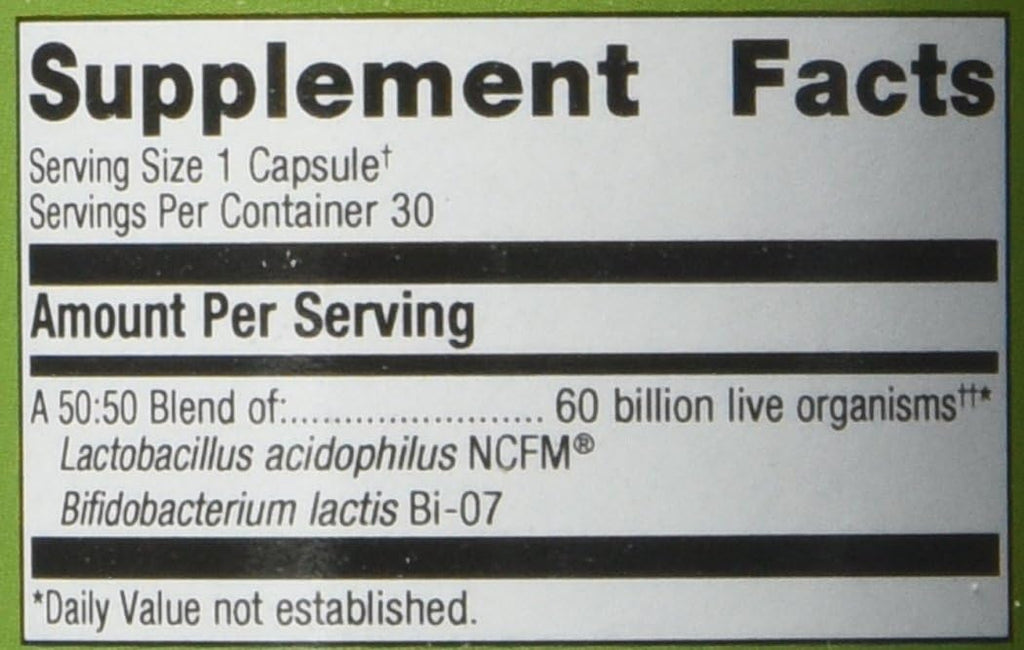 Supplement Facts
Serving Size 1 Capsule†
Servings Per Container 30
Amount Per Serving
A 50:50 Blend of:....................... 60 billion live organisms††*
Lactobacillus acidophilus NCFM®
Bifidobacterium lactis Bi-07
*Daily Value not established.